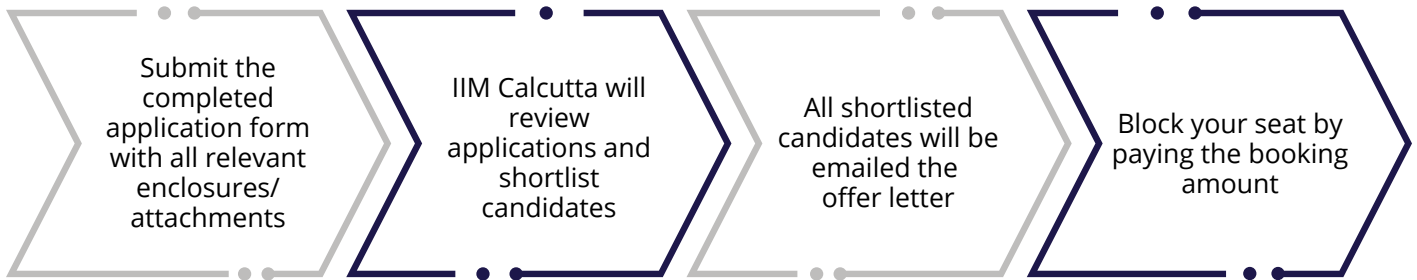 Submit the
completed
application form
with all relevant
enclosures/
attachments
IIM Calcutta will
review
applications and
shortlist
candidates
All shortlisted
candidates will be
emailed the
offer letter
Block your seat by
paying the booking
amount